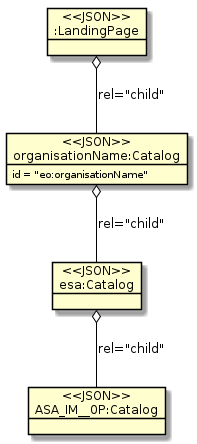 <<JSON>>
:LandingPage
rel="child"
<<JSON>>
organisationName:Catalog
id = "eo:organisationName"
rel="child"
<<JSON>>
esa:Catalog
rel="child"
<<JSON>>
ASA_IM__0P:Catalog